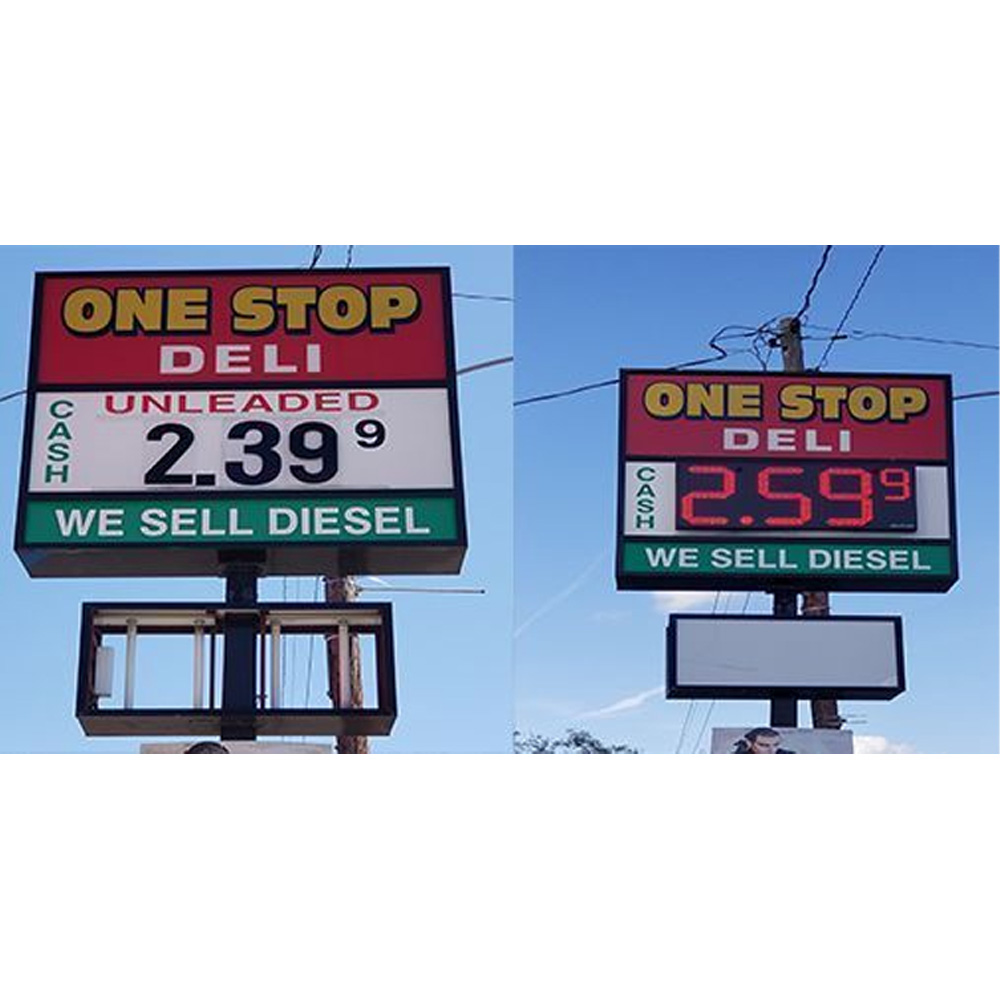 ONE STOP
DELI
UNLEADED
CASH
2.39 9
WE SELL DIESEL
ONE STOP
DELI
CASH
2.59 9
WE SELL DIESEL